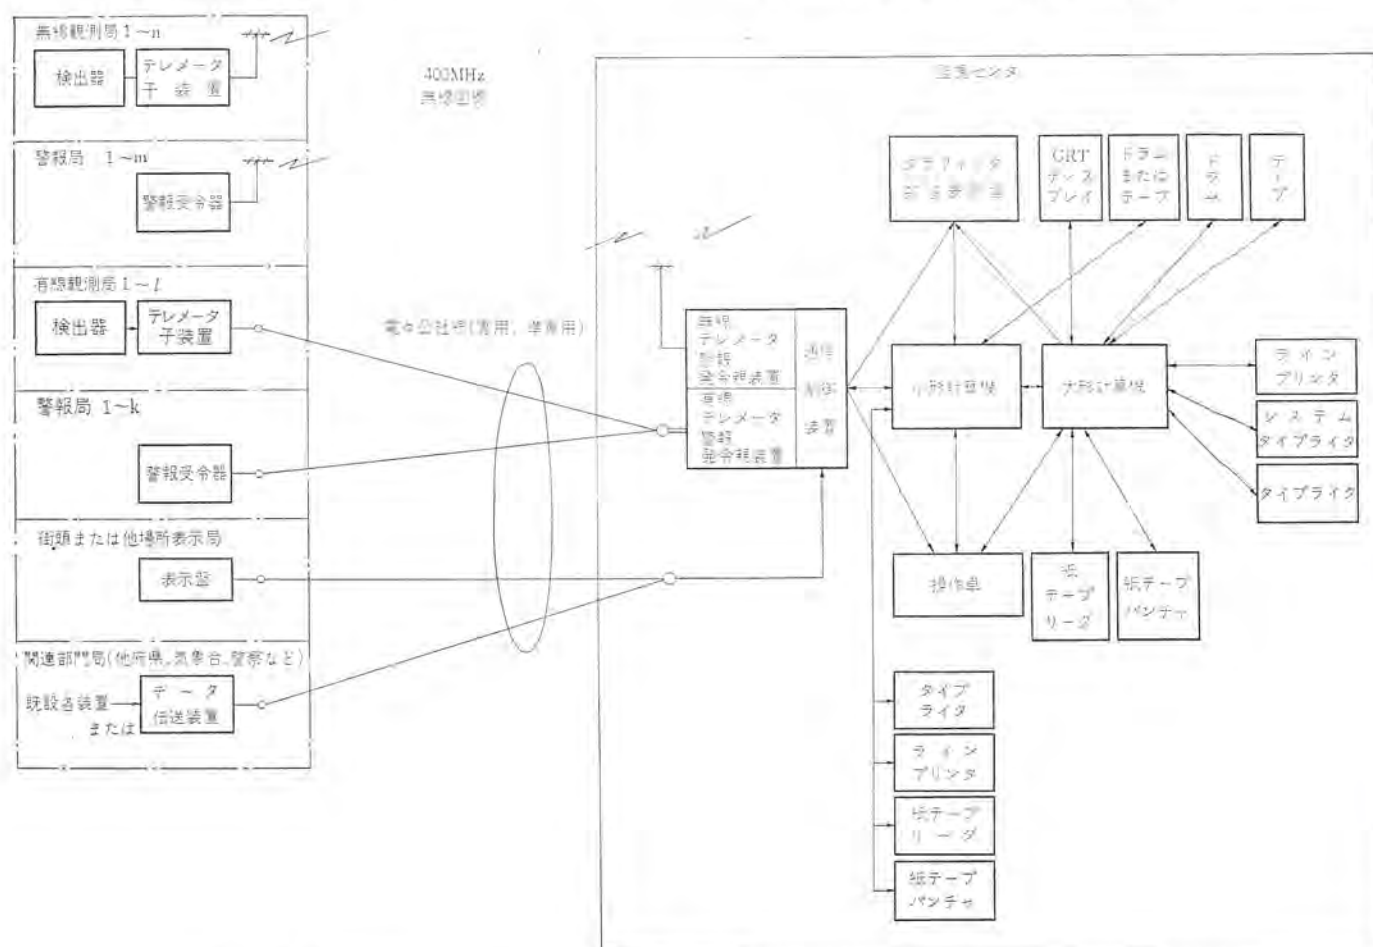 無線観測局1~n
検出器
テレメータ
子装置
警報局 1~m
警報受令器
有線観測局1~l
検出器
テレメータ
子装置
警報局 1~k
警報受令器
街頭または他場所表示局
表示盤
関連部門局(他府県、気象台、警察など)
既設各装置
または
データ
伝送装置
400MHz
無線回線
電々公社線(専用、準専用)
センタ
無線
テレメータ
警報
発令親装置
有線
テレメータ
警報
発令親装置
通信
制御
装置
グラフィック
CRT
ディス
プレイ
ドラム
または
テープ
ドラム
テープ
小形計算機
大形計算機
ライン
プリンタ
システム
タイプライタ
タイプライタ
操作卓
紙
テープ
リーダ
紙テープ
パンチャ
タイプ
ライタ
ライン
プリンタ
紙テープ
リーダ
紙テープ
パンチャ